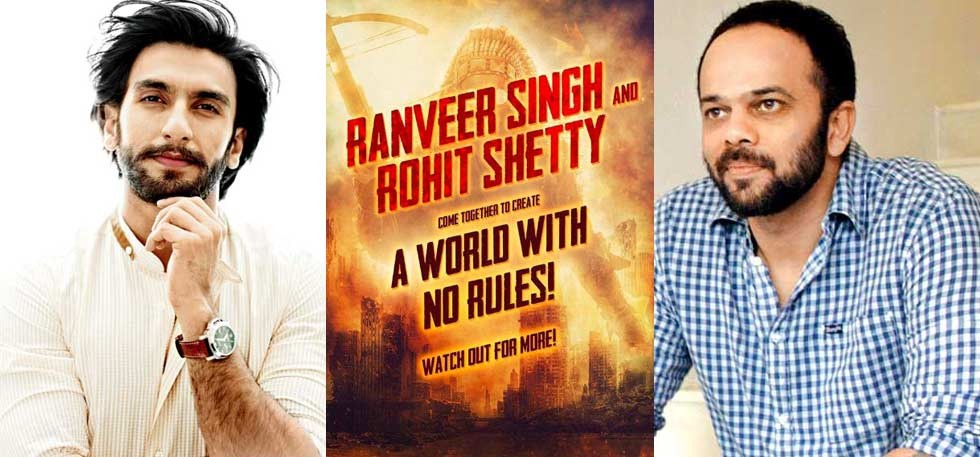 RANVEER SINGH AND
ROHIT SHETTY
COME TOGETHER TO CREATE
A WORLD WITH
NO RULES!
WATCH OUT FOR MORE!